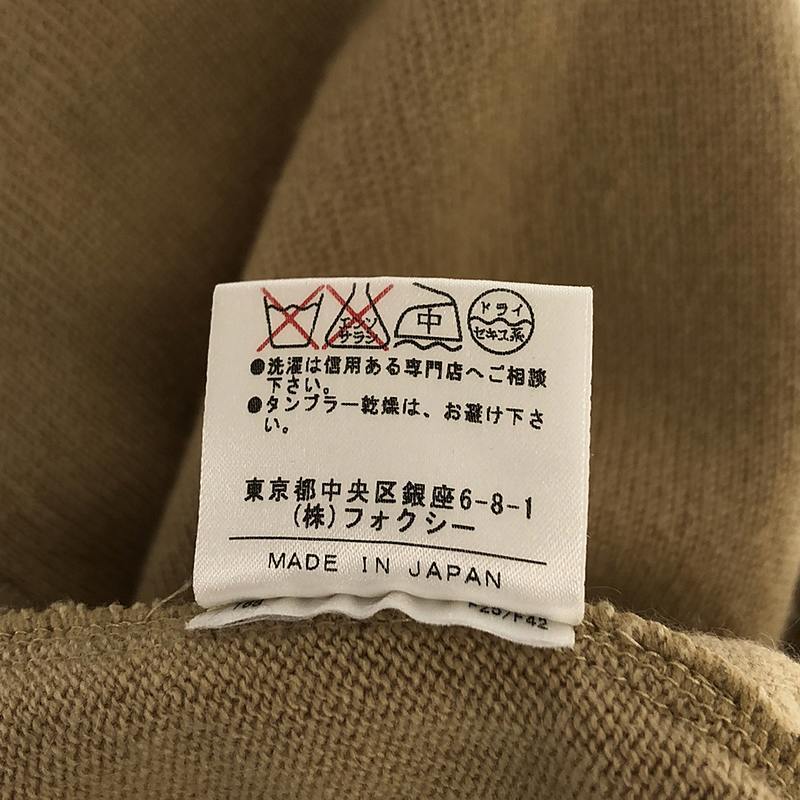 エンソ
サラシ
中
ドライ
セキユ系
●洗濯は信用ある専門店へご相談
下さい。
●タンブラー乾燥は、お避け下さ
い。
東京都中央区銀座6-8-1
(株)フォクシー
MADE IN JAPAN